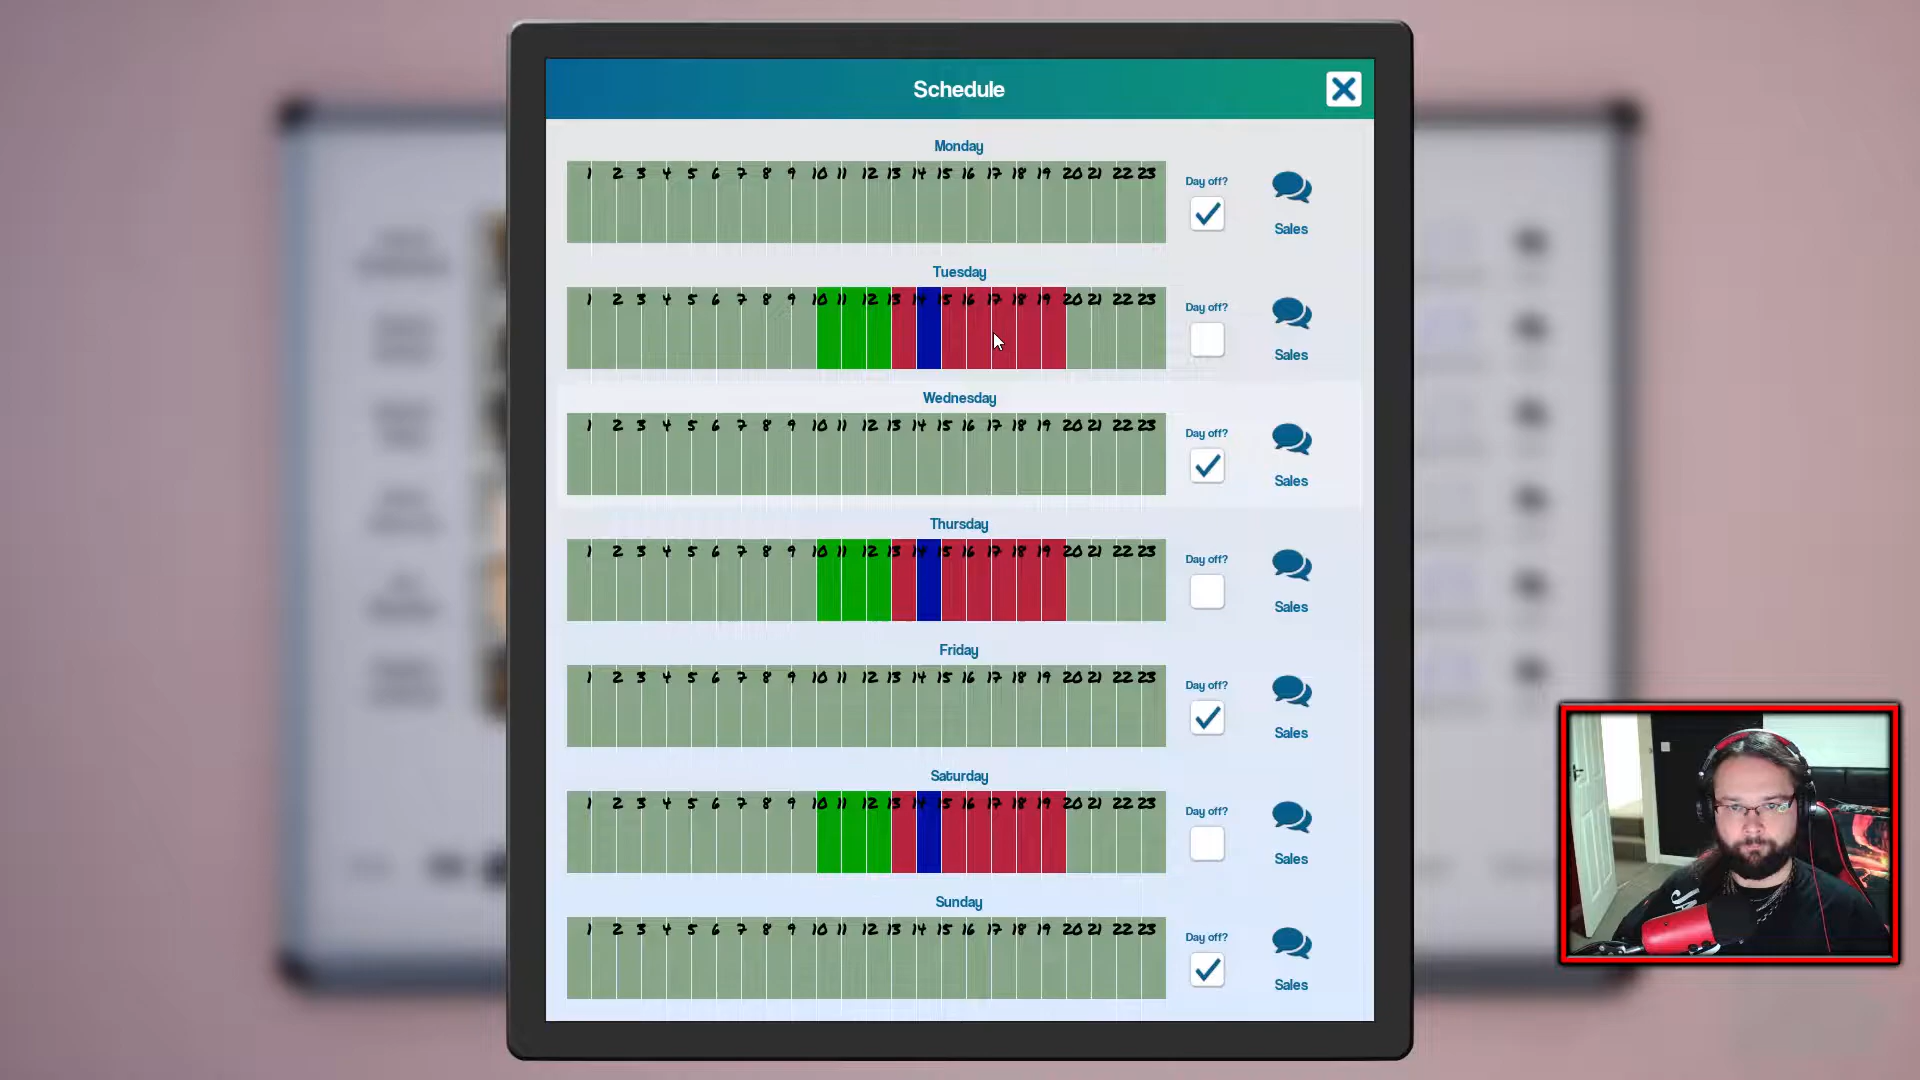 Schedule
Monday
1 2 3 4 5 6 7 8 9 10 11 12 13 14 15 16 17 18 19 20 21 22 23
Day off?
Sales
Tuesday
1 2 3 4 5 6 7 8 9 10 11 12 13 14 15 16 17 18 19 20 21 22 23
Day off?
Sales
Wednesday
1 2 3 4 5 6 7 8 9 10 11 12 13 14 15 16 17 18 19 20 21 22 23
Day off?
Sales
Thursday
1 2 3 4 5 6 7 8 9 10 11 12 13 14 15 16 17 18 19 20 21 22 23
Day off?
Sales
Friday
1 2 3 4 5 6 7 8 9 10 11 12 13 14 15 16 17 18 19 20 21 22 23
Day off?
Sales
Saturday
1 2 3 4 5 6 7 8 9 10 11 12 13 14 15 16 17 18 19 20 21 22 23
Day off?
Sales
Sunday
1 2 3 4 5 6 7 8 9 10 11 12 13 14 15 16 17 18 19 20 21 22 23
Day off?
Sales